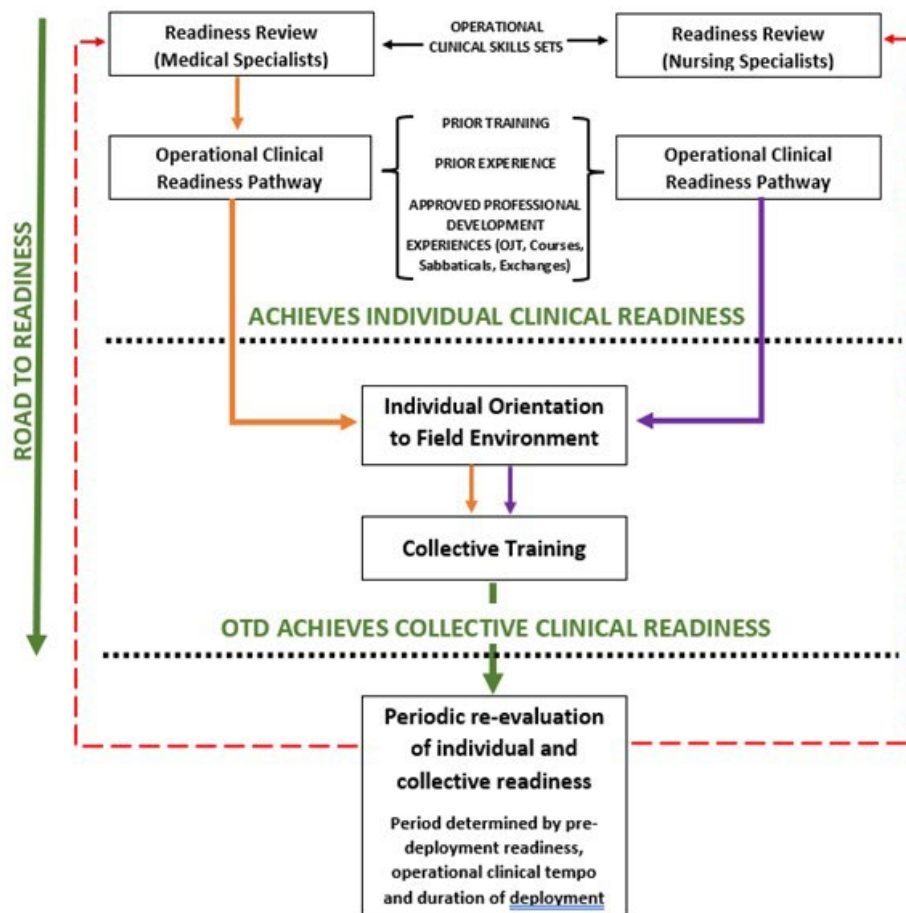 Readiness Review
(Medical Specialists)
OPERATIONAL
CLINICAL SKILLS SETS
Readiness Review
(Nursing Specialists)
Operational Clinical
Readiness Pathway
PRIOR TRAINING
PRIOR EXPERIENCE
APPROVED PROFESSIONAL
DEVELOPMENT
EXPERIENCES (OJT, Courses,
Sabbaticals, Exchanges)
Operational Clinical
Readiness Pathway
ROAD TO READINESS
ACHIEVES INDIVIDUAL CLINICAL READINESS
Individual Orientation
to Field Environment
Collective Training
OTD ACHIEVES COLLECTIVE CLINICAL READINESS
Periodic re-evaluation
of individual and
collective readiness
Period determined by pre-
deployment readiness,
operational clinical tempo
and duration of deployment